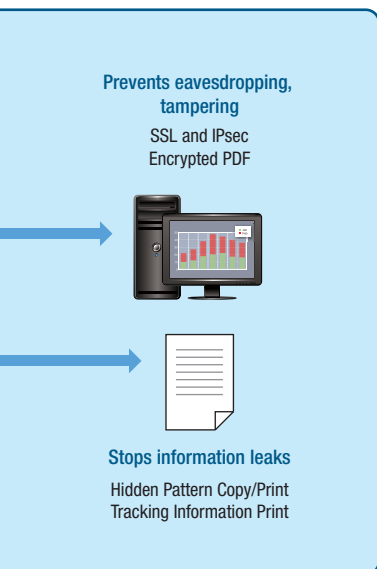 Prevents eavesdropping,
tampering
SSL and IPsec
Encrypted PDF
Stops information leaks
Hidden Pattern Copy/Print
Tracking Information Print